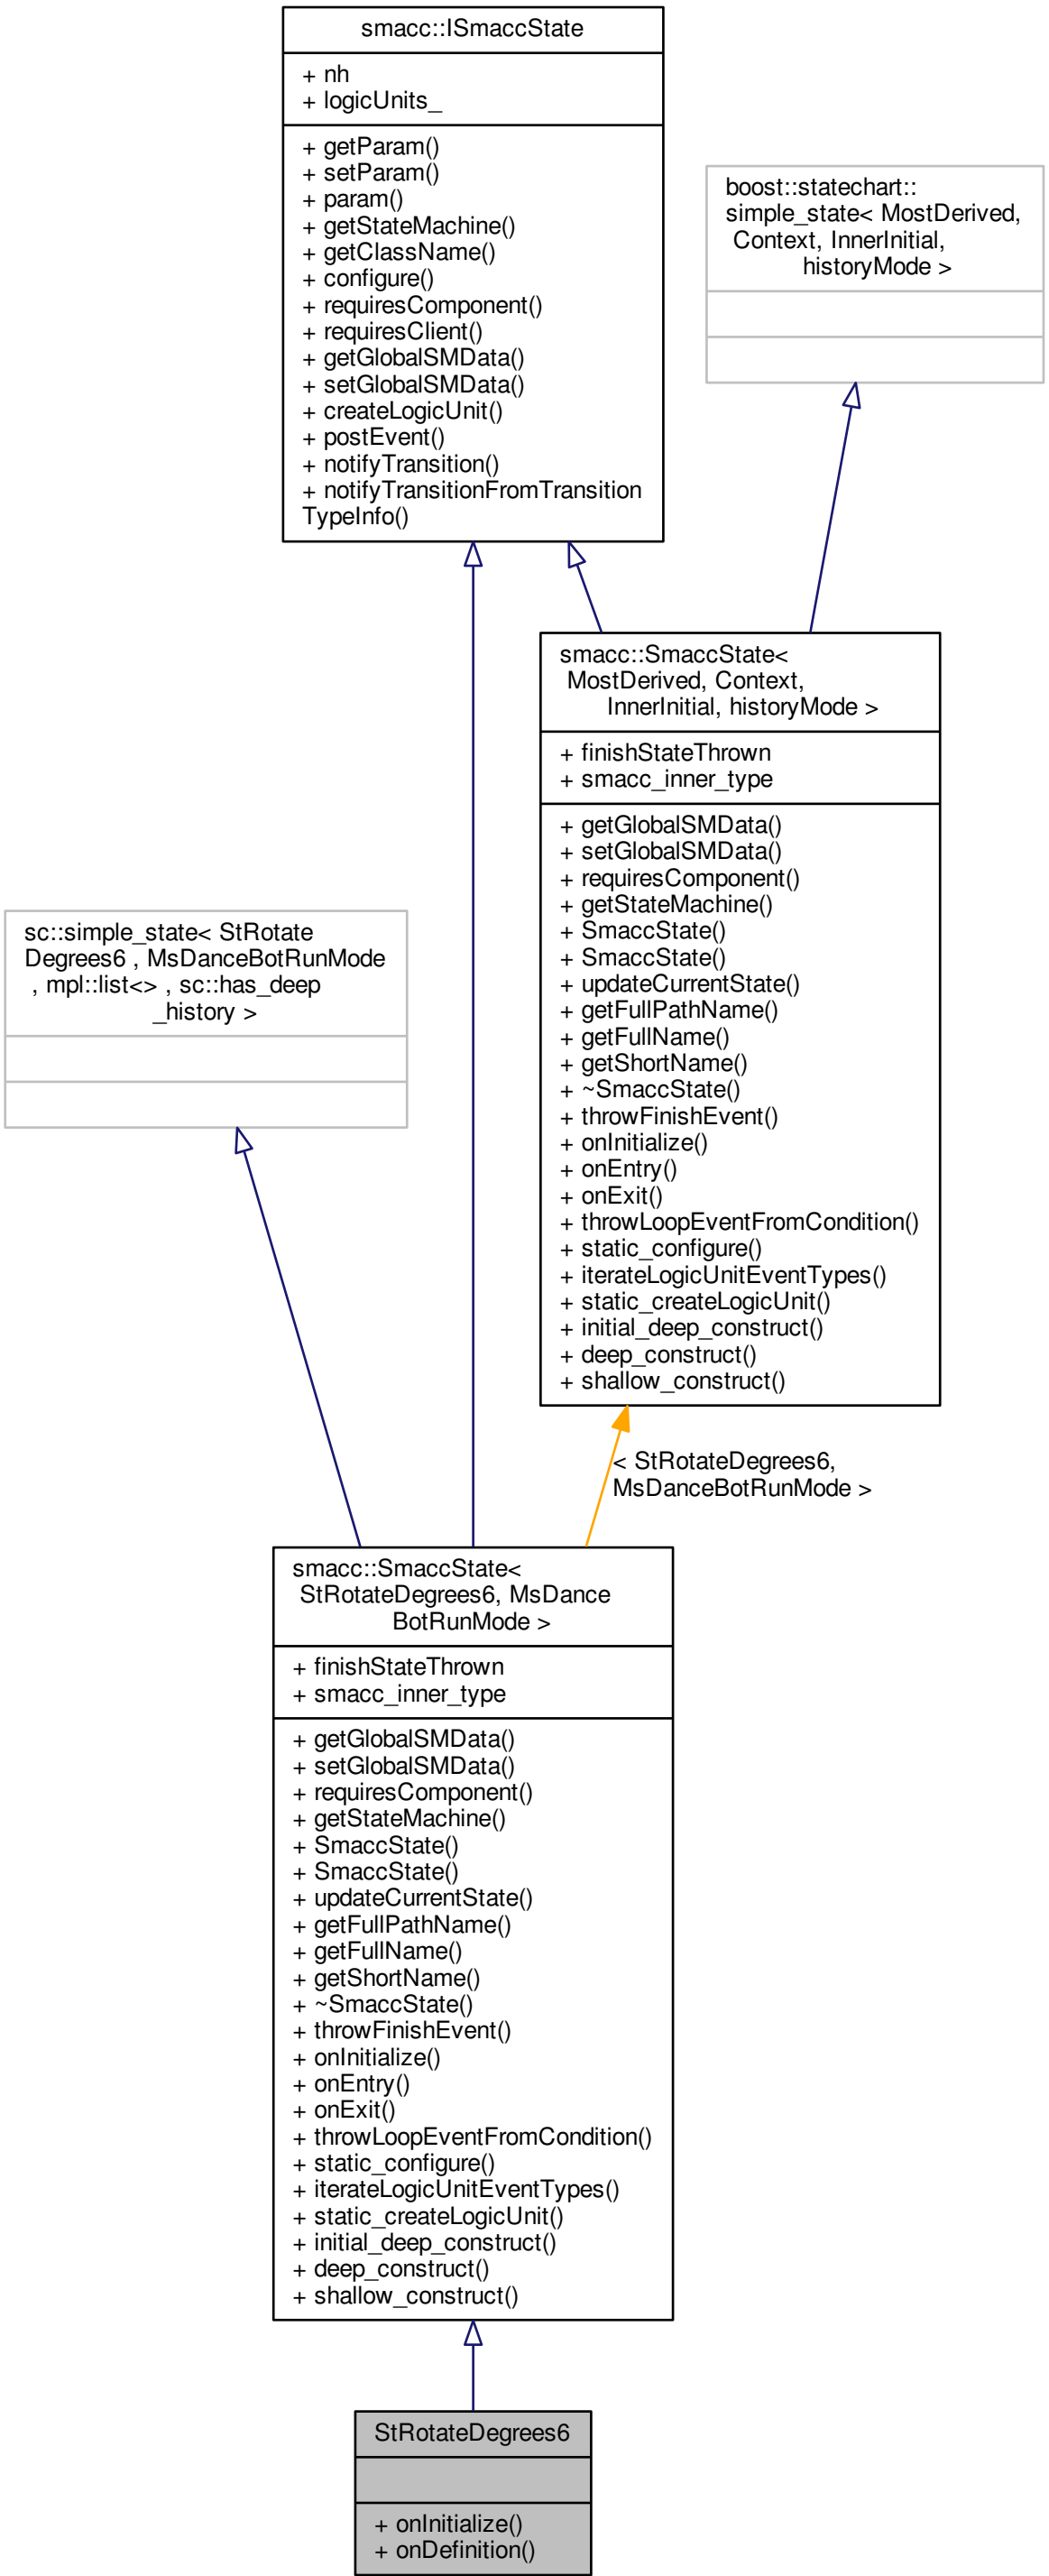 smacc::ISmaccState
+ nh
+ logicUnits_
+ getParam()
+ setParam()
+ param()
+ getStateMachine()
+ getClassName()
+ configure()
+ requiresComponent()
+ requiresClient()
+ getGlobalSMData()
+ setGlobalSMData()
+ createLogicUnit()
+ postEvent()
+ notifyTransition()
+ notifyTransitionFromTransition
TypeInfo()
boost::statechart::
simple_state< MostDerived,
Context, InnerInitial,
historyMode >
smacc::SmaccState<
MostDerived, Context,
InnerInitial, historyMode >
+ finishStateThrown
+ smacc_inner_type
+ getGlobalSMData()
+ setGlobalSMData()
+ requiresComponent()
+ getStateMachine()
+ SmaccState()
+ SmaccState()
+ updateCurrentState()
+ getFullPathName()
+ getFullName()
+ getShortName()
+ ~SmaccState()
+ throwFinishEvent()
+ onInitialize()
+ onEntry()
+ onExit()
+ throwLoopEventFromCondition()
+ static_configure()
+ iterateLogicUnitEventTypes()
+ static_createLogicUnit()
+ initial_deep_construct()
+ deep_construct()
+ shallow_construct()
sc::simple_state< StRotate
Degrees6 , MsDanceBotRunMode
, mpl::list<> , sc::has_deep
_history >
< StRotateDegrees6,
MsDanceBotRunMode >
smacc::SmaccState<
StRotateDegrees6, MsDance
BotRunMode >
+ finishStateThrown
+ smacc_inner_type
+ getGlobalSMData()
+ setGlobalSMData()
+ requiresComponent()
+ getStateMachine()
+ SmaccState()
+ SmaccState()
+ updateCurrentState()
+ getFullPathName()
+ getFullName()
+ getShortName()
+ ~SmaccState()
+ throwFinishEvent()
+ onInitialize()
+ onEntry()
+ onExit()
+ throwLoopEventFromCondition()
+ static_configure()
+ iterateLogicUnitEventTypes()
+ static_createLogicUnit()
+ initial_deep_construct()
+ deep_construct()
+ shallow_construct()
StRotateDegrees6
+ onInitialize()
+ onDefinition()